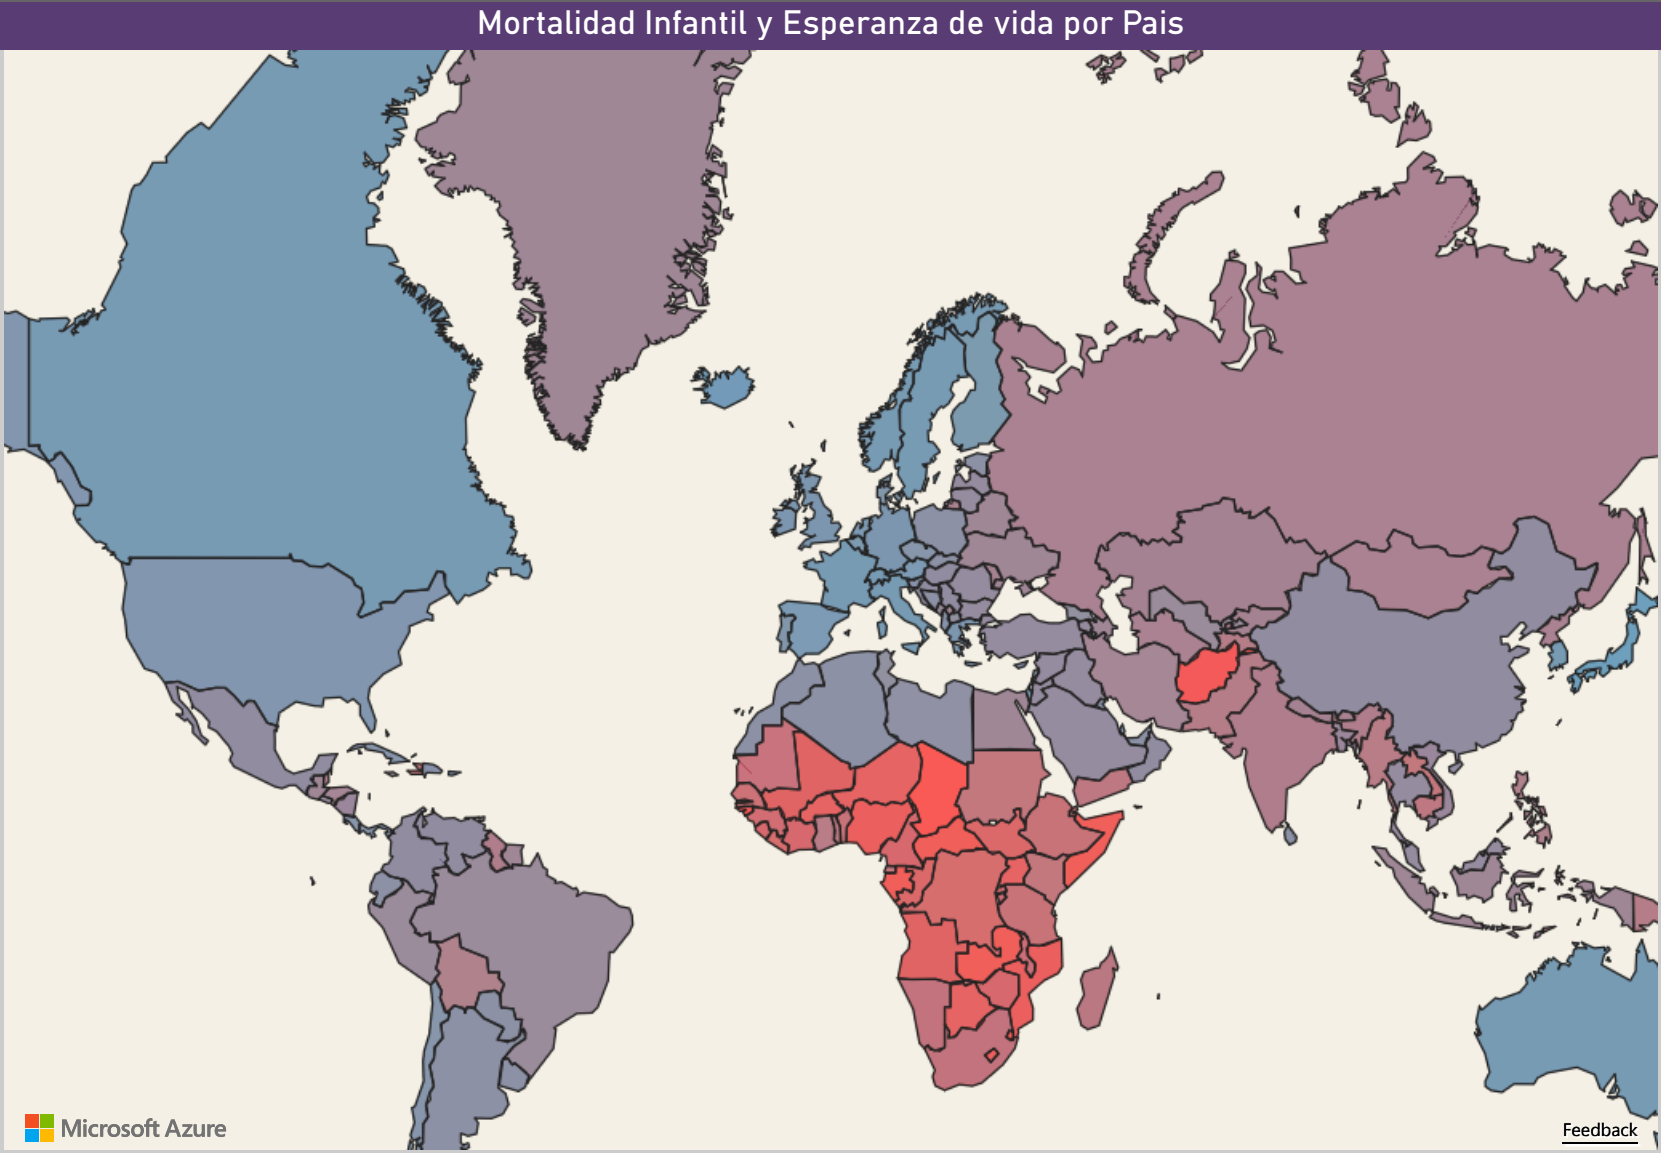 Mortalidad Infantil y Esperanza de vida por Pais
Microsoft Azure
Feedback